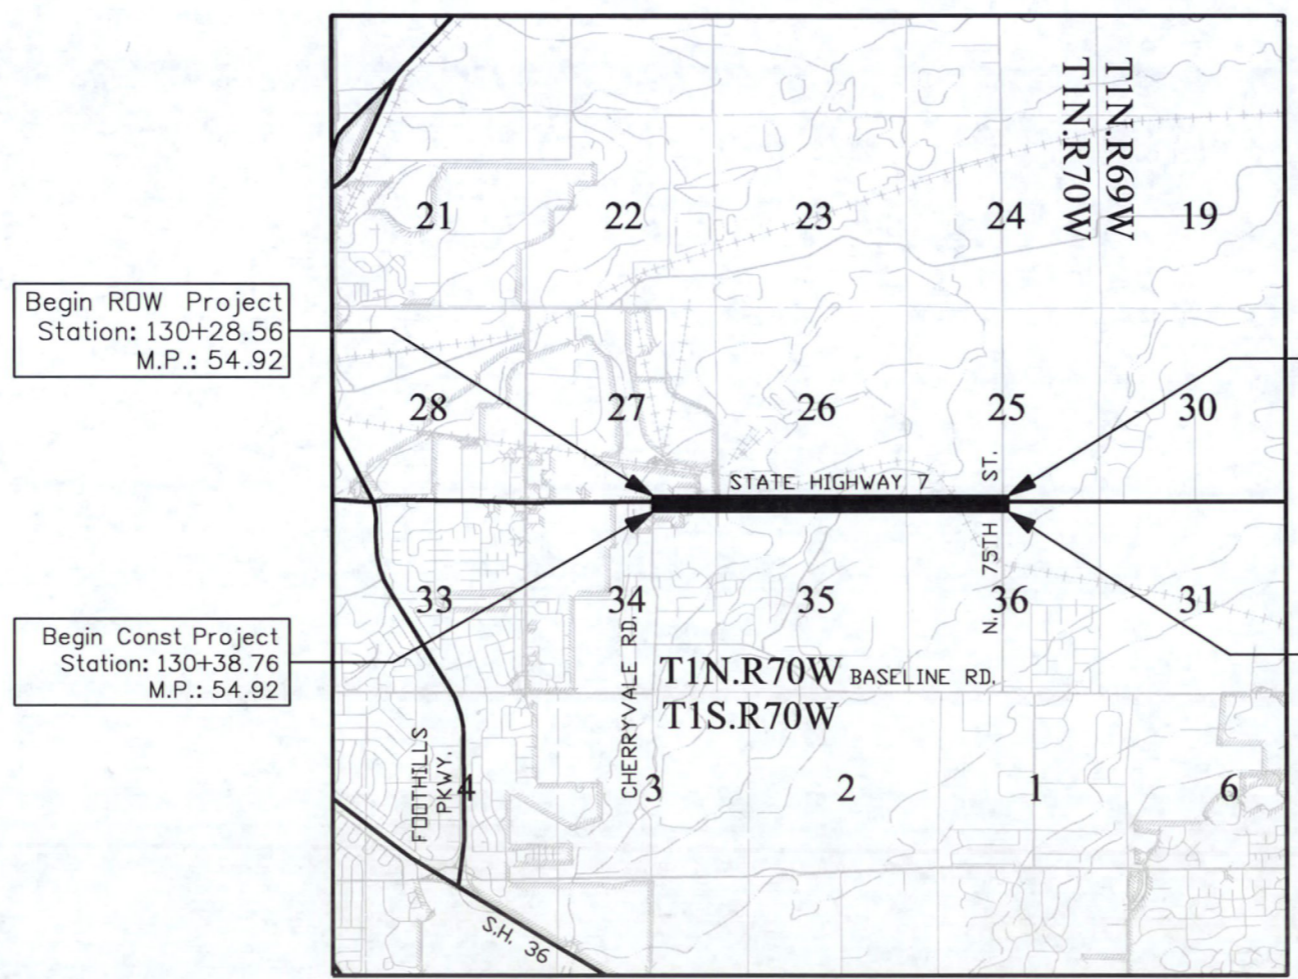 T1N.R69W
T1N.R70W
21
22
23
24
19
Begin ROW Project
Station: 130+28.56
M.P.: 54.92
28
27
26
25
30
STATE HIGHWAY 7
N. 75TH ST.
33
34
35
36
31
Begin Const Project
Station: 130+38.76
M.P.: 54.92
CHERRYVALE RD.
T1N.R70W
BASELINE RD.
T1S.R70W
FOOTHILLS
PKWY.
4
3
2
1
6
S.H. 36